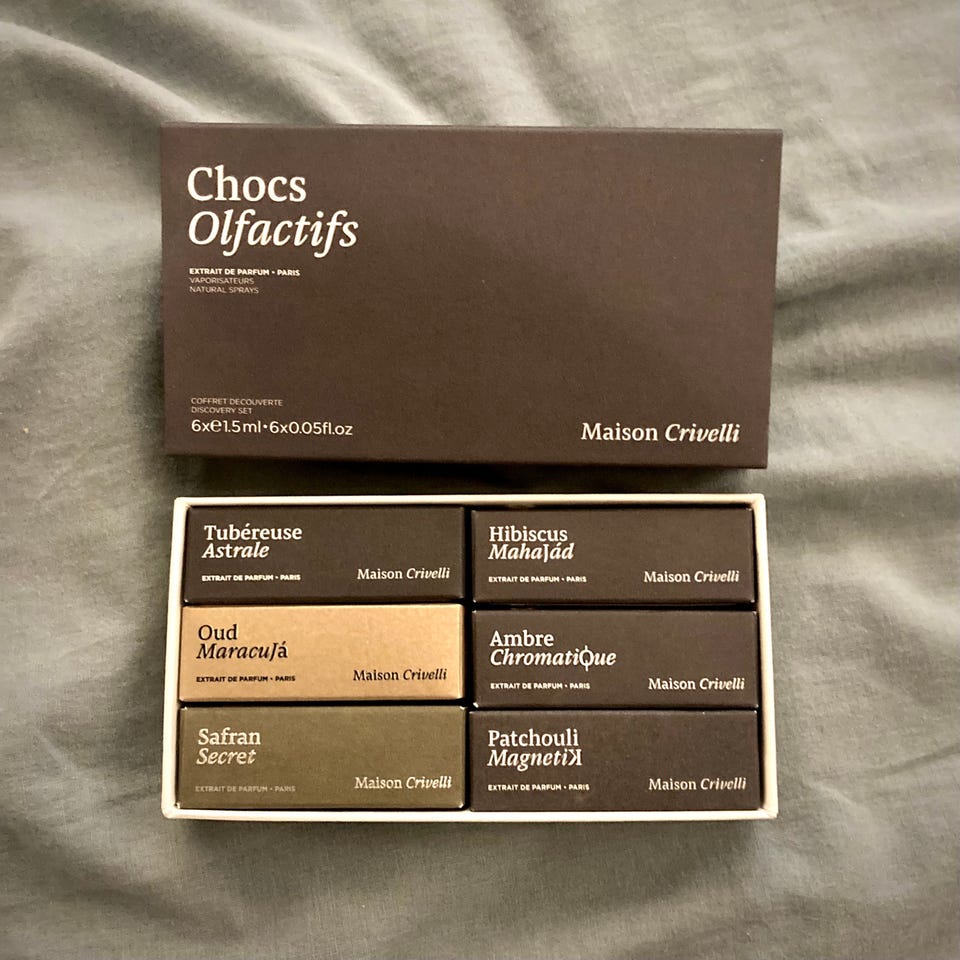 Chocs
Olfactifs
EXTRAIT DE PARFUM • PARIS
VAPORISATEURS
NATURAL SPRAYS
COFFRET DECOUVERTE
DISCOVERY SET
6x℮1.5ml•6x0.05fl.oz
Maison Crivelli
Tubéreuse
Astrale
EXTRAIT DE PARFUM • PARIS
Maison Crivelli
Hibiscus
MahaJád
EXTRAIT DE PARFUM • PARIS
Maison Crivelli
Oud
MaracuJá
EXTRAIT DE PARFUM • PARIS
Maison Crivelli
Ambre
ChromatiQue
EXTRAIT DE PARFUM • PARIS
Maison Crivelli
Safran
Secret
EXTRAIT DE PARFUM • PARIS
Maison Crivelli
Patchouli
MagnetiK
EXTRAIT DE PARFUM • PARIS
Maison Crivelli